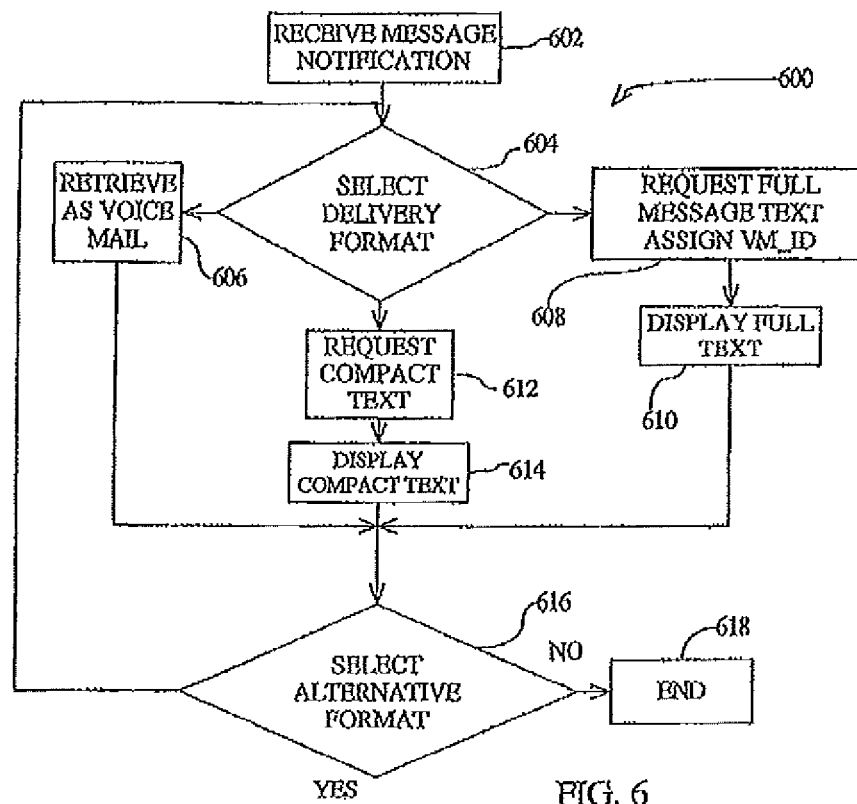 RECEIVE MESSAGE
NOTIFICATION
602
600
604
SELECT
DELIVERY
FORMAT
RETRIEVE
AS VOICE
MAIL
606
REQUEST FULL
MESSAGE TEXT
ASSIGN VM_ID
608
DISPLAY FULL
TEXT
610
REQUEST
COMPACT
TEXT
612
DISPLAY
COMPACT TEXT
614
616
SELECT
ALTERNATIVE
FORMAT
NO
618
END
YES
FIG. 6